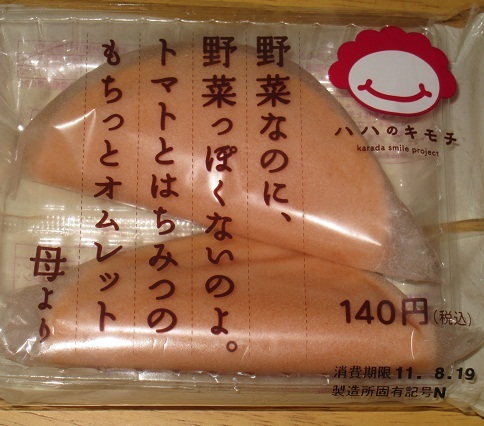 野菜なのに、
野菜っぽくないのよ。
トマトとはちみつの
もちっとオムレット
母より
ハハのキモチ
karada smile project
140円(税込)
消費期限 11. 8.19
製造所固有記号N